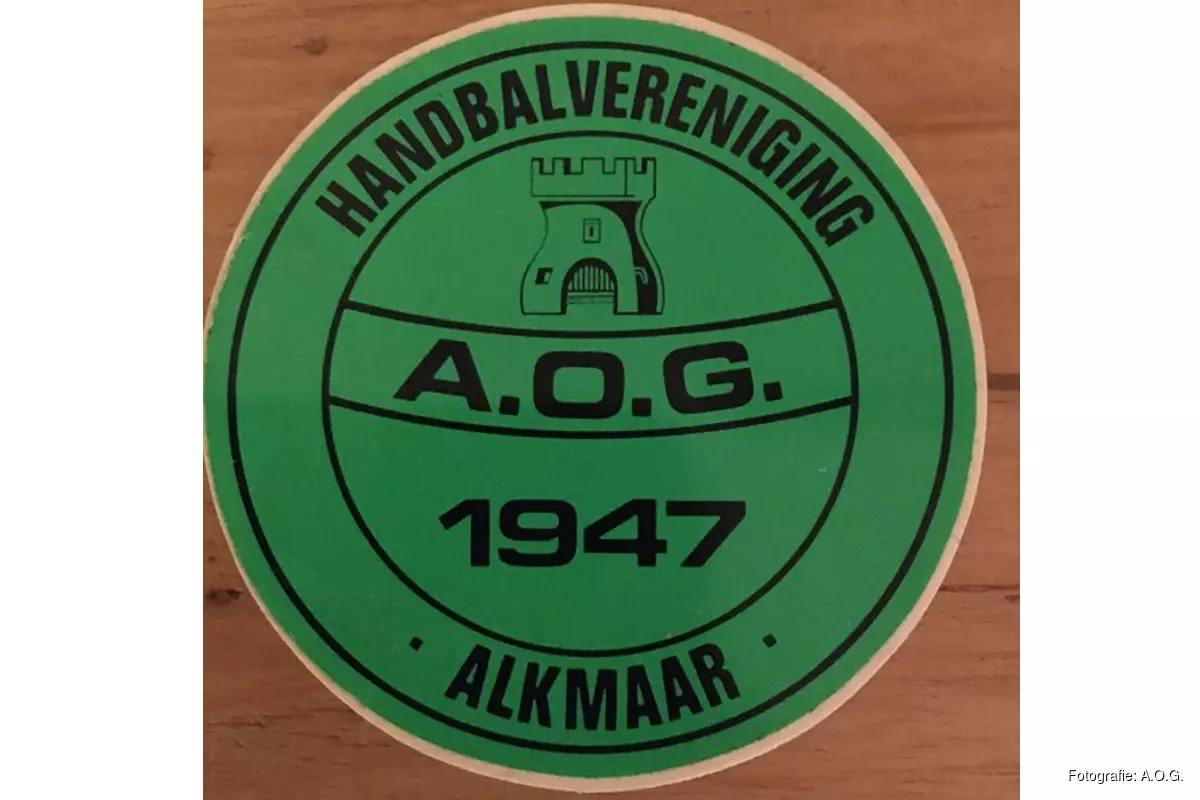 HANDBALVERENIGING
A.O.G.
1947
· ALKMAAR ·
Fotografie: A.O.G.